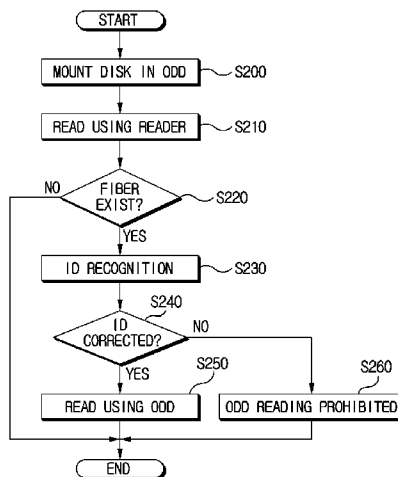 START
MOUNT DISK IN ODD
S200
READ USING READER
S210
FIBER
EXIST?
S220
NO
YES
ID RECOGNITION
S230
S240
ID
CORRECTED?
NO
YES
S250
S260
READ USING ODD
ODD READING PROHIBITED
END